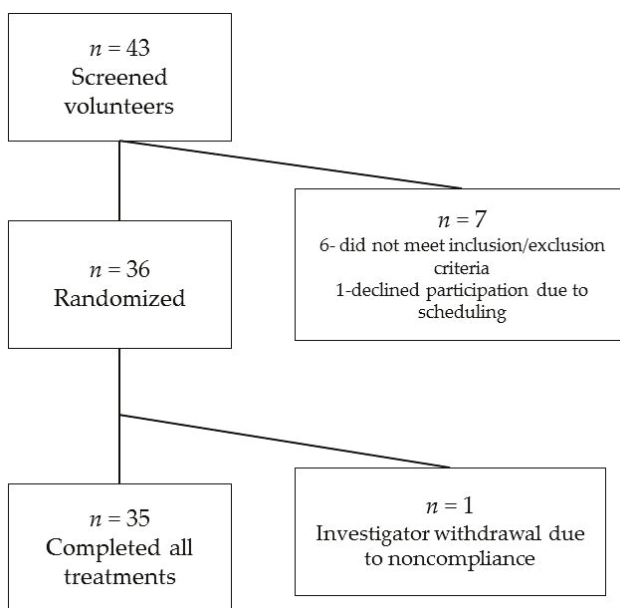 n = 43
Screened
volunteers
n = 7
6- did not meet inclusion/exclusion
criteria
1-declined participation due to
scheduling
n = 36
Randomized
n = 35
Completed all
treatments
n = 1
Investigator withdrawal due
to noncompliance